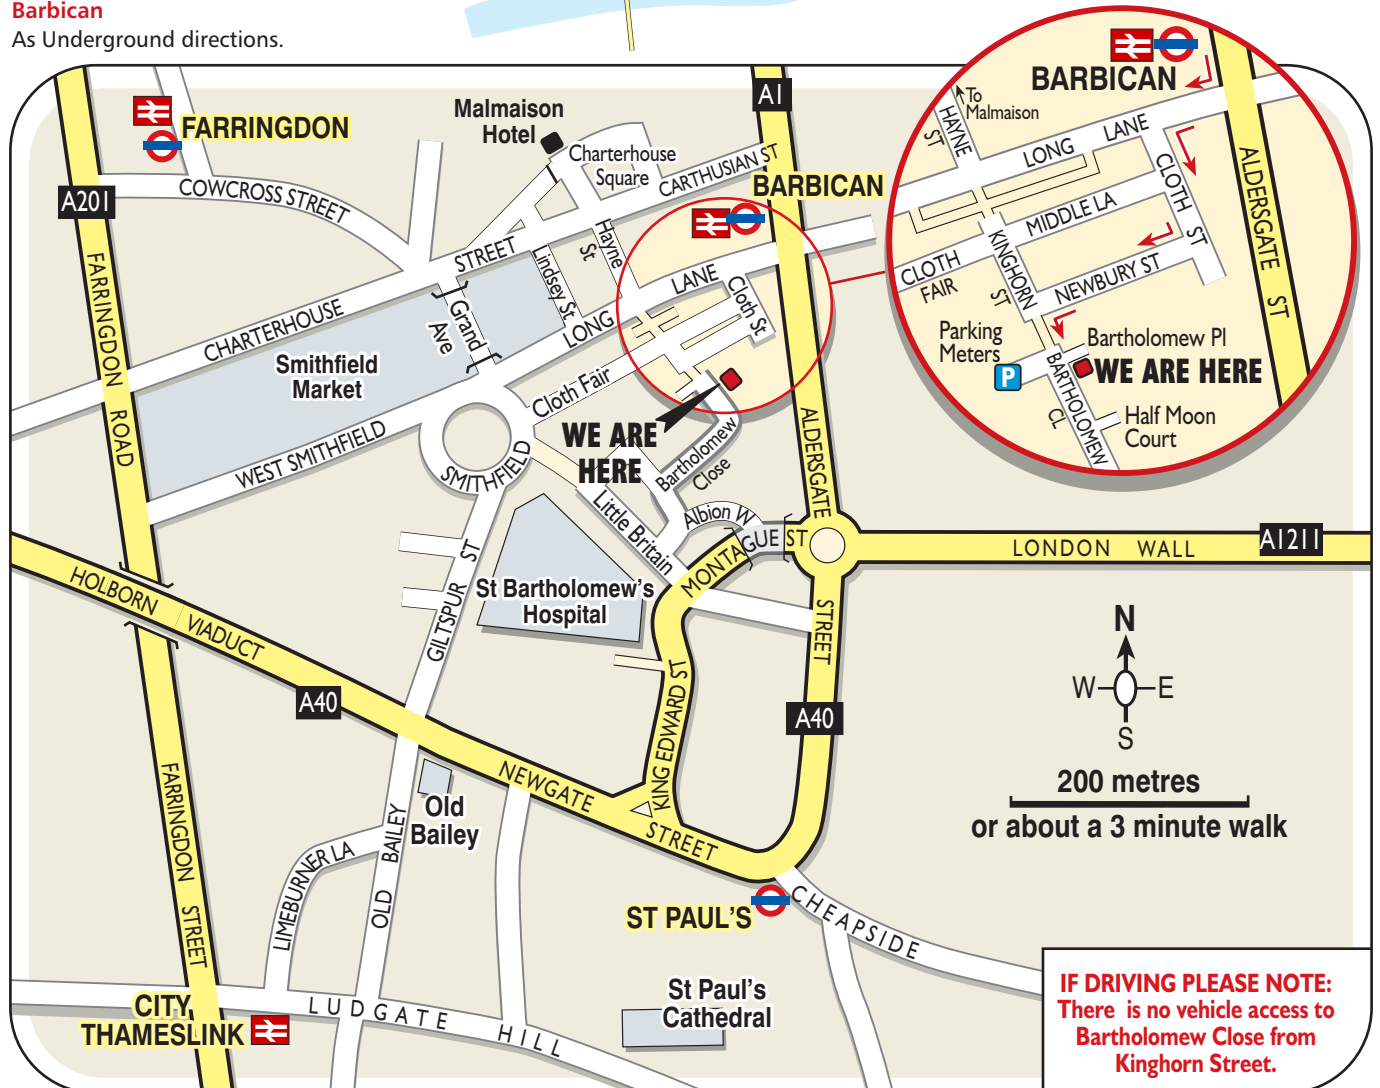 Barbican
As Underground directions.
FARRINGDON
Malmaison
Hotel
A1
Charterhouse
Square
CARTHUSIAN ST
BARBICAN
A201
COWCROSS STREET
FARRINGDON ROAD
CHARTERHOUSE STREET
Grand
Ave
Lindsey St
Hayne
St
LONG LANE
Cloth St
Smithfield
Market
Cloth Fair
WEST SMITHFIELD
SMITHFIELD
WE ARE
HERE
Bartholomew
Close
Little Britain
Albion W
MONTAGUE ST
ALDERSGATE STREET
LONDON WALL
A1211
HOLBORN VIADUCT
GILTSPUR ST
St Bartholomew's
Hospital
A40
KING EDWARD ST
A40
NEWGATE STREET
FARRINGDON STREET
Old
Bailey
OLD BAILEY
LIMEBURNER LA
ST PAUL'S
CHEAPSIDE
CITY
THAMESLINK
LUDGATE HILL
St Paul's
Cathedral
BARBICAN
To
Malmaison
HAYNE
ST
LONG LANE
CLOTH ST
ALDERSGATE ST
MIDDLE LA
CLOTH
FAIR
KINGHORN
ST
NEWBURY ST
Parking
Meters
P
Bartholomew Pl
WE ARE HERE
BARTHOLOMEW
CL
Half Moon
Court
N
W E
S
200 metres
or about a 3 minute walk
IF DRIVING PLEASE NOTE:
There is no vehicle access to
Bartholomew Close from
Kinghorn Street.